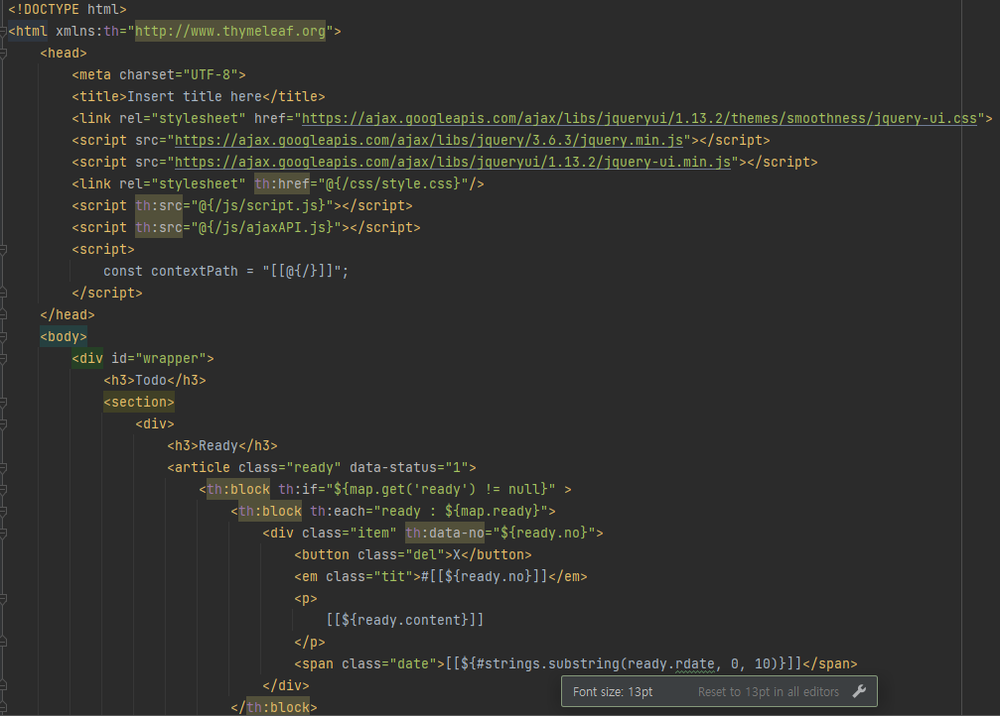 <!DOCTYPE html>
<html xmlns:th="http://www.thymeleaf.org">
    <head>
        <meta charset="UTF-8">
        <title>Insert title here</title>
        <link rel="stylesheet" href="https://ajax.googleapis.com/ajax/libs/jqueryui/1.13.2/themes/smoothness/jquery-ui.css">
        <script src="https://ajax.googleapis.com/ajax/libs/jquery/3.6.3/jquery.min.js"></script>
        <script src="https://ajax.googleapis.com/ajax/libs/jqueryui/1.13.2/jquery-ui.min.js"></script>
        <link rel="stylesheet" th:href="@{/css/style.css}"/>
        <script th:src="@{/js/script.js}"></script>
        <script th:src="@{/js/ajaxAPI.js}"></script>
        <script>
            const contextPath = "[[@{/}]]";
        </script>
    </head>
    <body>
        <div id="wrapper">
            <h3>Todo</h3>
            <section>
                <div>
                    <h3>Ready</h3>
                    <article class="ready" data-status="1">
                        <th:block th:if="${map.get('ready') != null}" >
                            <th:block th:each="ready : ${map.ready}">
                                <div class="item" th:data-no="${ready.no}">
                                    <button class="del">X</button>
                                    <em class="tit">#[[${ready.no}]]</em>
                                    <p>
                                        [[${ready.content}]]
                                    </p>
                                    <span class="date">[[${#strings.substring(ready.rdate, 0, 10)}]]</span>
                                </div>
Font size: 13pt Reset to 13pt in all editors
                            </th:block>